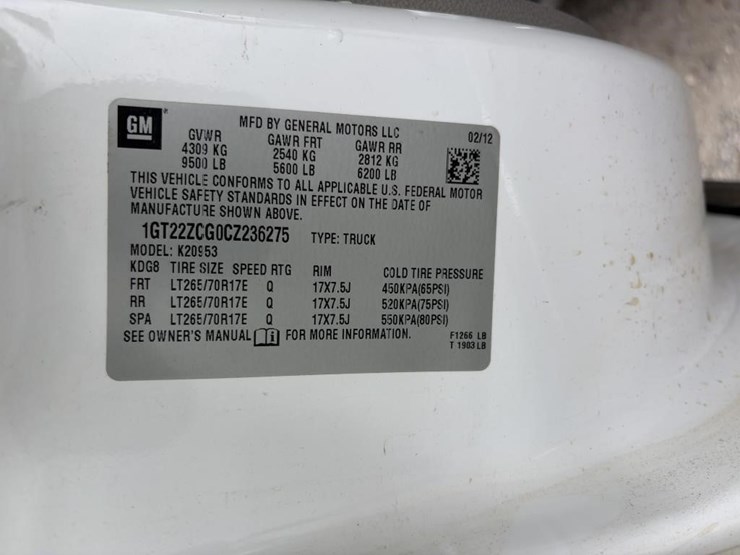 GM
MFD BY GENERAL MOTORS LLC 02/12
GVWR GAWR FRT GAWR RR
4309 KG 2540 KG 2812 KG
9500 LB 5600 LB 6200 LB
THIS VEHICLE CONFORMS TO ALL APPLICABLE U.S. FEDERAL MOTOR
VEHICLE SAFETY STANDARDS IN EFFECT ON THE DATE OF
MANUFACTURE SHOWN ABOVE.
1GT22ZCG0CZ236275 TYPE: TRUCK
MODEL: K20953
KDG8 TIRE SIZE SPEED RTG RIM COLD TIRE PRESSURE
FRT LT265/70R17E Q 17X7.5J 450KPA(65PSI)
RR LT265/70R17E Q 17X7.5J 520KPA(75PSI)
SPA LT265/70R17E Q 17X7.5J 550KPA(80PSI)
SEE OWNER'S MANUAL i FOR MORE INFORMATION.
F1266 LB
T 1903 LB